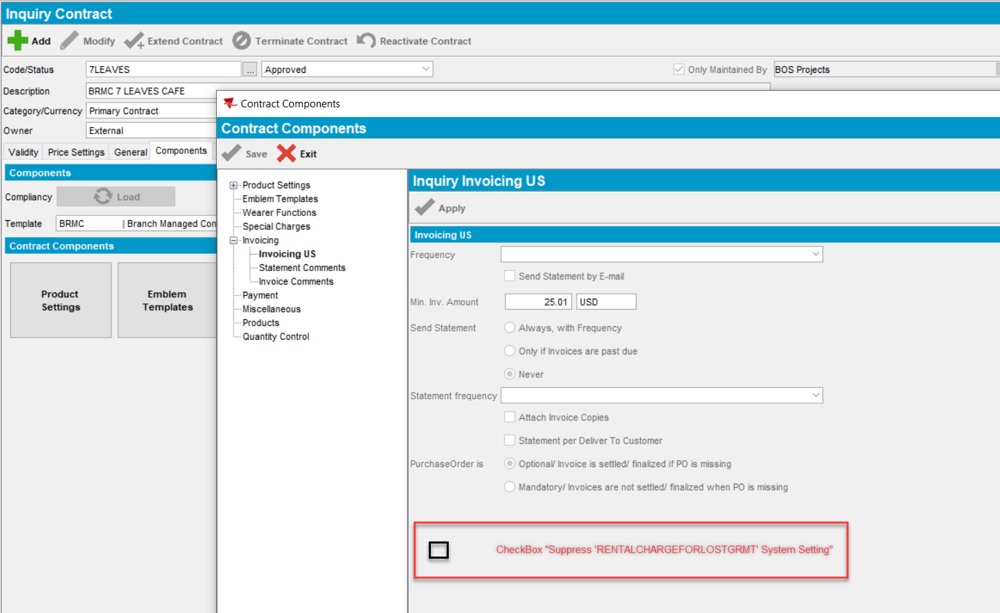 Inquiry Contract
Add Modify Extend Contract Terminate Contract Reactivate Contract
Code/Status 7LEAVES ... Approved Only Maintained By BOS Projects
Description BRMC 7 LEAVES CAFE
Category/Currency Primary Contract
Owner External
Validity Price Settings General Components
Components
Compliancy Load
Template BRMC | Branch Managed Con
Contract Components
Product Settings
Emblem Templates
Contract Components
Contract Components
Save Exit
Product Settings
Emblem Templates
Wearer Functions
Special Charges
Invoicing
Invoicing US
Statement Comments
Invoice Comments
Payment
Miscellaneous
Products
Quantity Control
Inquiry Invoicing US
Apply
Invoicing US
Frequency
Send Statement by E-mail
Min. Inv. Amount 25.01 USD
Send Statement Always, with Frequency
Only if Invoices are past due
Never
Statement frequency
Attach Invoice Copies
Statement per Deliver To Customer
PurchaseOrder is Optional/ Invoice is settled/ finalized if PO is missing
Mandatory/ Invoices are not settled/ finalized when PO is missing
CheckBox "Suppress 'RENTALCHARGEFORLOSTGRMT' System Setting"